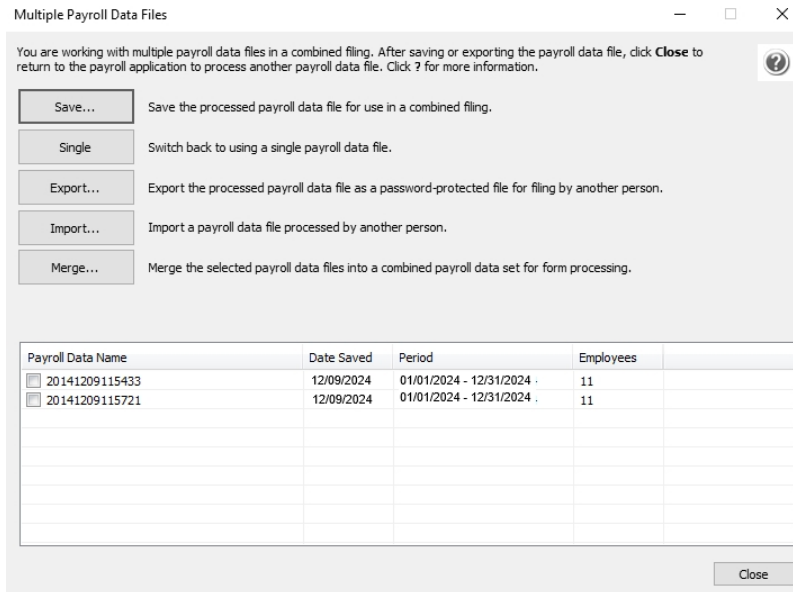 Multiple Payroll Data Files
You are working with multiple payroll data files in a combined filing. After saving or exporting the payroll data file, click Close to
return to the payroll application to process another payroll data file. Click ? for more information.
?
Save... Save the processed payroll data file for use in a combined filing.
Single Switch back to using a single payroll data file.
Export... Export the processed payroll data file as a password-protected file for filing by another person.
Import... Import a payroll data file processed by another person.
Merge... Merge the selected payroll data files into a combined payroll data set for form processing.
Payroll Data Name Date Saved Period Employees
20141209115433 12/09/2024 01/01/2024 - 12/31/2024 . 11
20141209115721 12/09/2024 01/01/2024 - 12/31/2024 . 11
Close